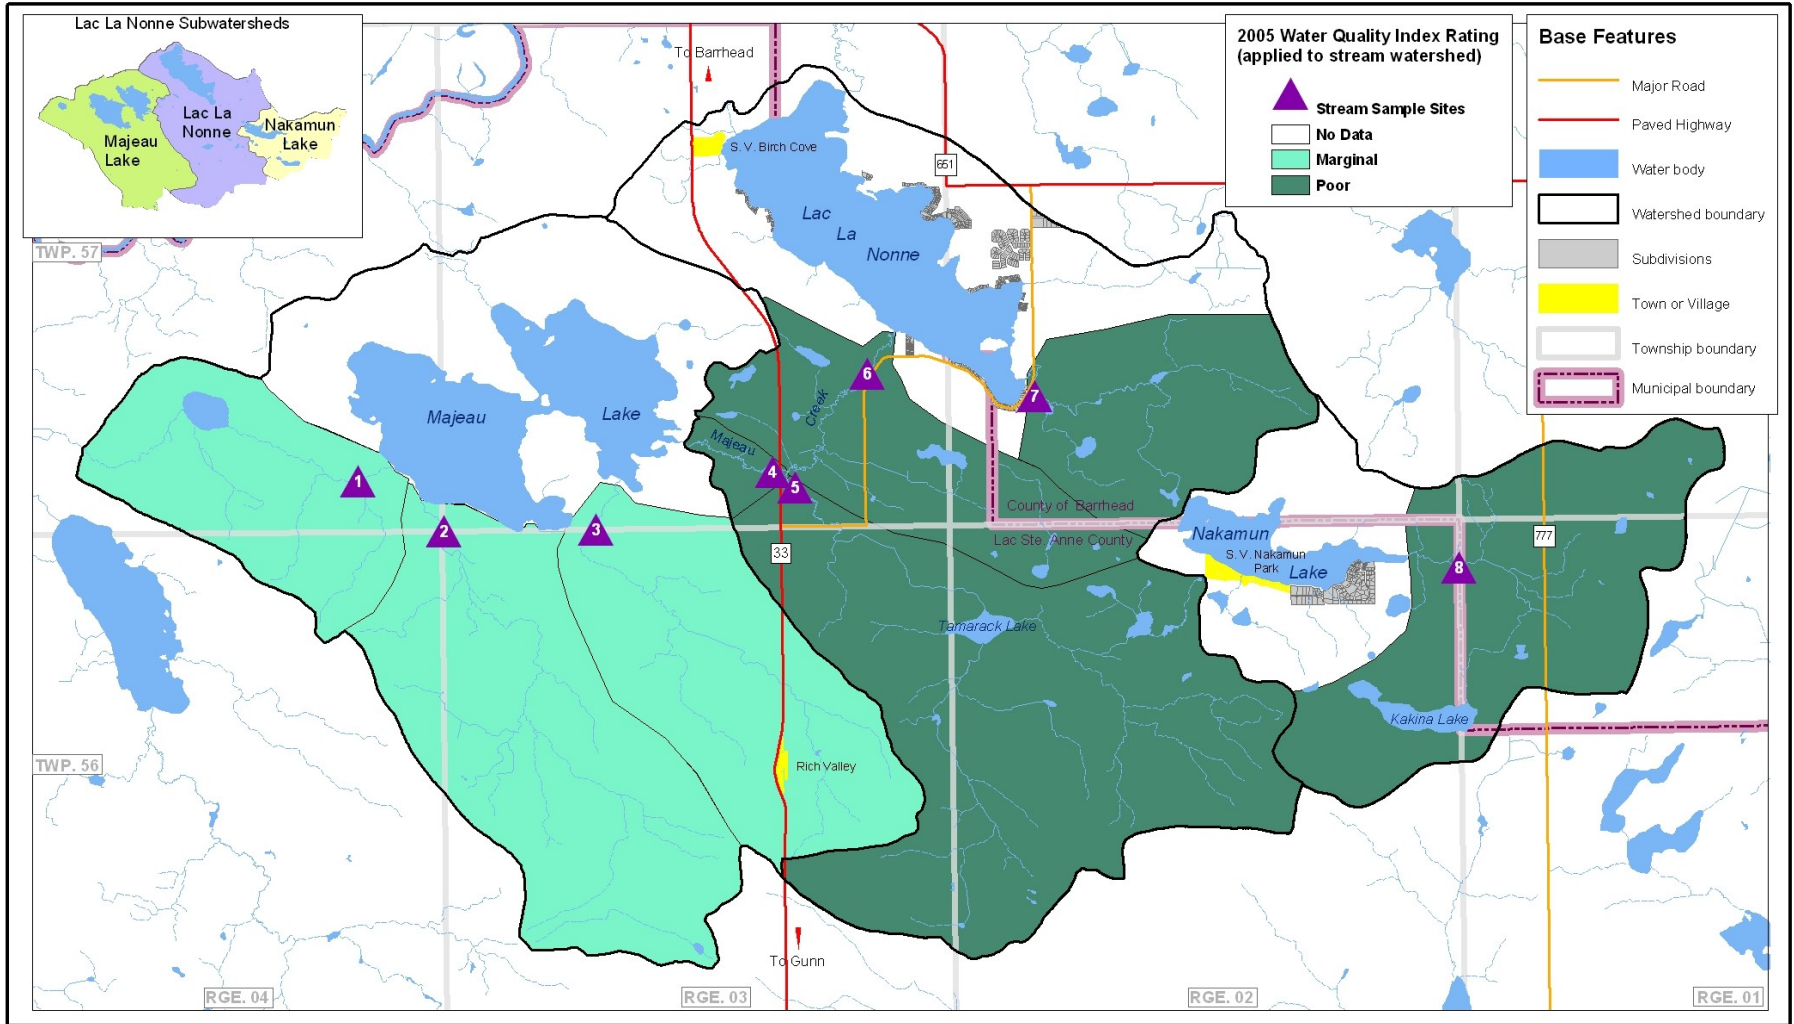 Lac La Nonne Subwatersheds
Majeau
Lake
Lac La
Nonne
Nakamun
Lake
To Barrhead
2005 Water Quality Index Rating
(applied to stream watershed)
Stream Sample Sites
No Data
Marginal
Poor
Base Features
Major Road
Paved Highway
Water body
Watershed boundary
Subdivisions
Town or Village
Township boundary
Municipal boundary
S. V. Birch Cove
651
Lac
La
Nonne
TWP. 57
Majeau
Lake
6
7
Creek
Majeau
4
5
1
2
3
County of Barrhead
Lac Ste. Anne County
33
Nakamun
S. V. Nakamun
Park
Lake
777
8
Tamarack Lake
Kakina Lake
TWP. 56
Rich Valley
To Gunn
RGE. 04
RGE. 03
RGE. 02
RGE. 01